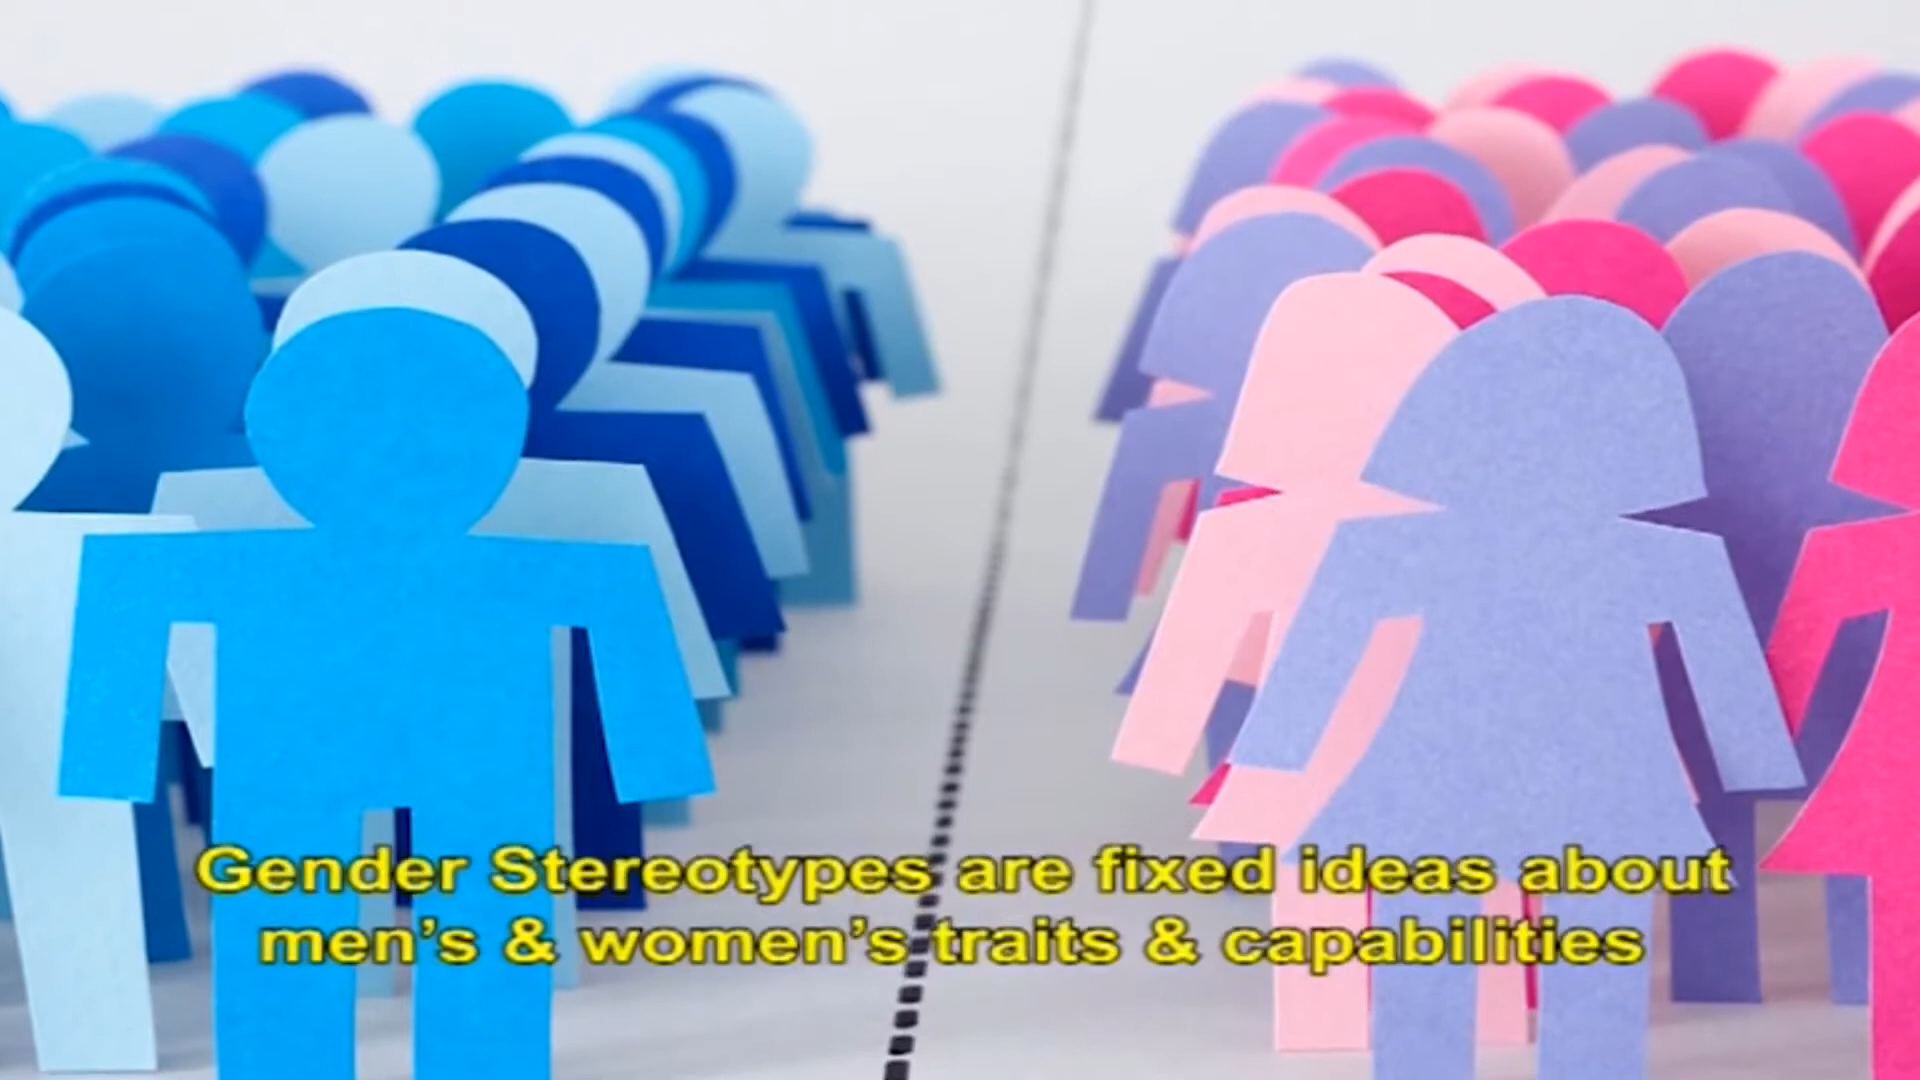 Gender Stereotypes are fixed ideas about
men’s & women’s traits & capabilities